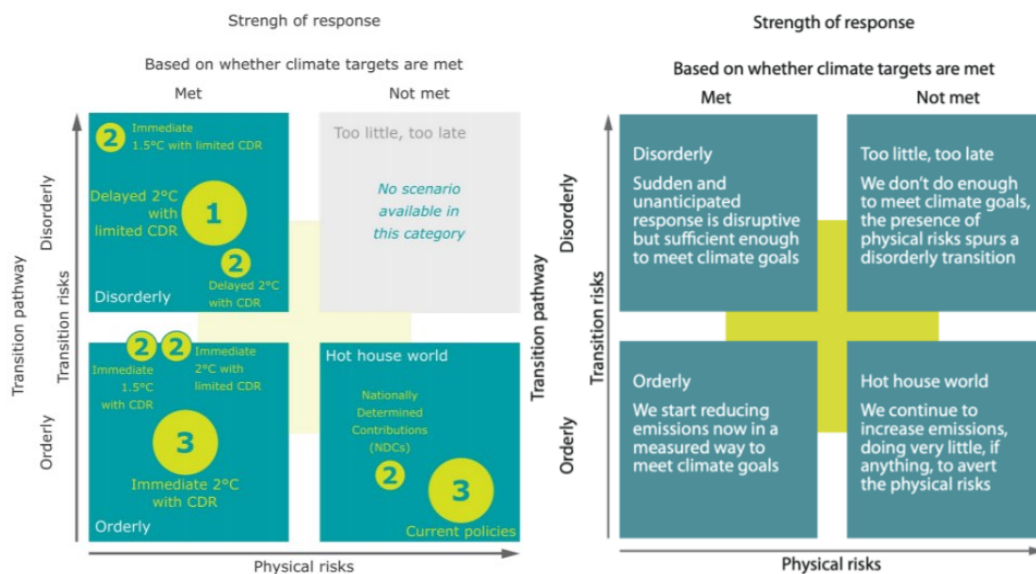 Strength of response
Based on whether climate targets are met
Met
Not met
Transition pathway
Transition risks
Disorderly
Orderly
2
Immediate
1.5°C with limited CDR
Delayed 2°C
with
limited CDR
1
2
Delayed 2°C
with CDR
Disorderly
Too little, too late
No scenario
available in
this category
2
2
Immediate
1.5°C
with CDR
Immediate
2°C with
limited CDR
3
Immediate 2°C
with CDR
Orderly
Hot house world
Nationally
Determined
Contributions
(NDCs)
2
3
Current policies
Physical risks
Strength of response
Based on whether climate targets are met
Met
Not met
Transition pathway
Transition risks
Disorderly
Orderly
Disorderly
Sudden and
unanticipated
response is disruptive
but sufficient enough
to meet climate goals
Too little, too late
We don’t do enough
to meet climate goals,
the presence of
physical risks spurs a
disorderly transition
Orderly
We start reducing
emissions now in a
measured way to
meet climate goals
Hot house world
We continue to
increase emissions,
doing very little, if
anything, to avert
the physical risks
Physical risks